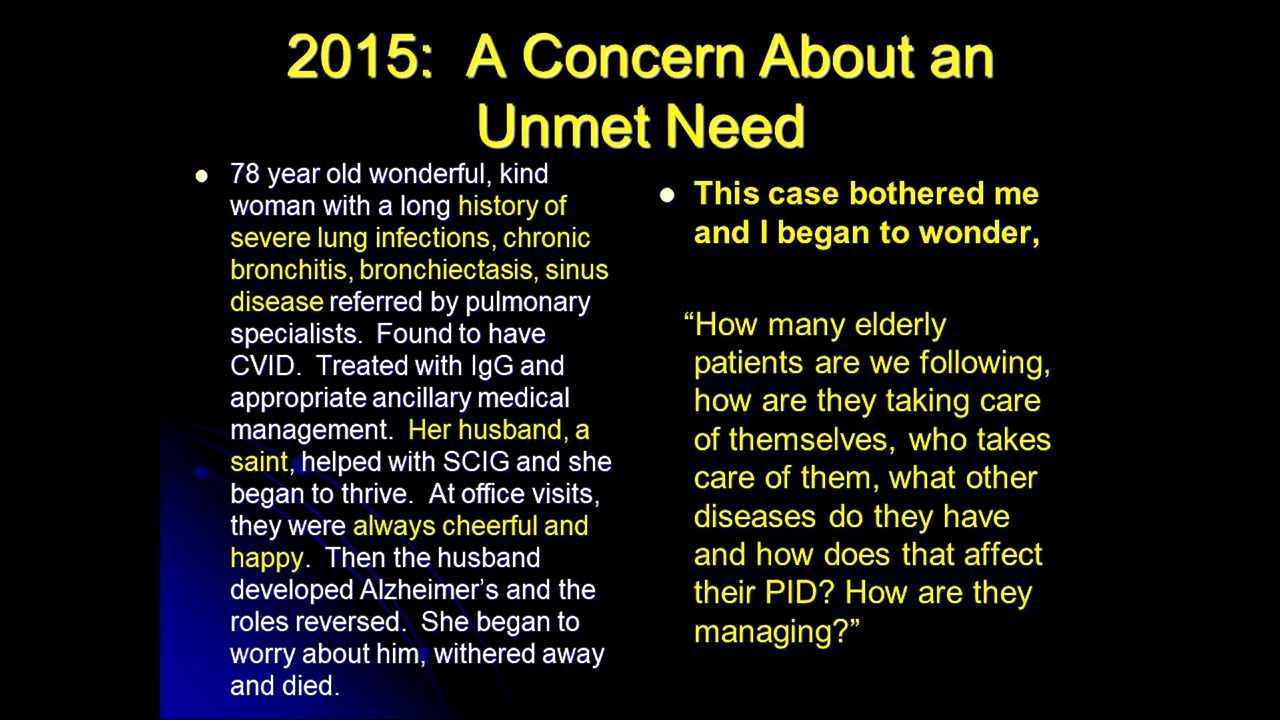 2015:  A Concern About an
Unmet Need
78 year old wonderful, kind
woman with a long history of
severe lung infections, chronic
bronchitis, bronchiectasis, sinus
disease referred by pulmonary
specialists.  Found to have
CVID.  Treated with IgG and
appropriate ancillary medical
management.  Her husband, a
saint, helped with SCIG and she
began to thrive.  At office visits,
they were always cheerful and
happy.  Then the husband
developed Alzheimer’s and the
roles reversed.  She began to
worry about him, withered away
and died.
This case bothered me
and I began to wonder,
“How many elderly
patients are we following,
how are they taking care
of themselves, who takes
care of them, what other
diseases do they have
and how does that affect
their PID? How are they
managing?”